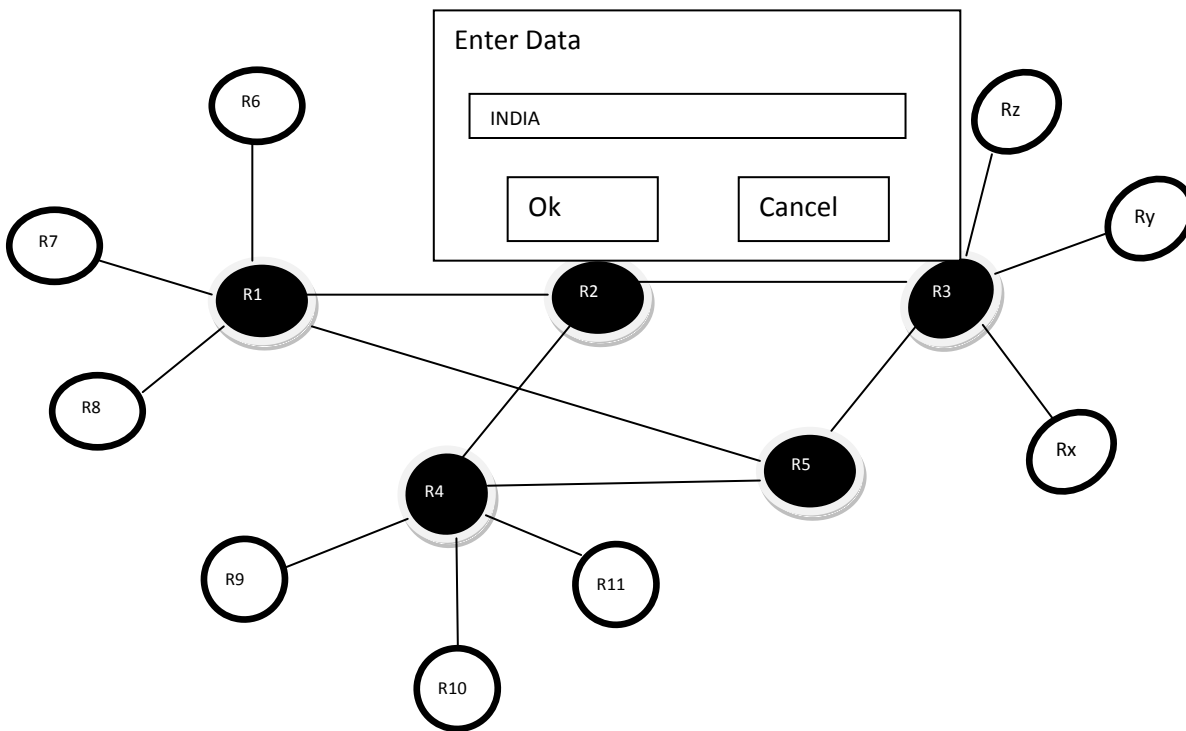 Enter Data
INDIA
Ok
Cancel
R6
Rz
Ry
R7
R1
R2
R3
R8
Rx
R5
R4
R9
R11
R10